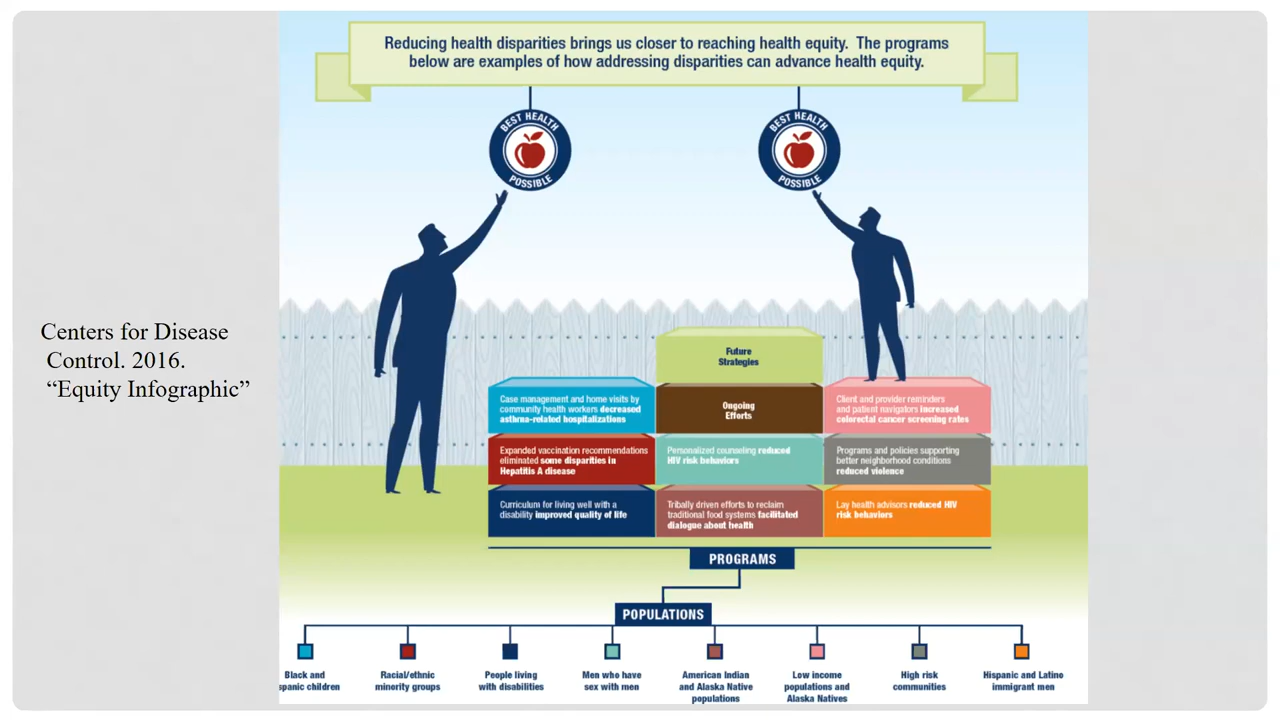 Reducing health disparities brings us closer to reaching health equity. The programs
below are examples of how addressing disparities can advance health equity.
BEST HEALTH
POSSIBLE
BEST HEALTH
POSSIBLE
Centers for Disease
Control. 2016.
“Equity Infographic”
Future
Strategies
Case management and home visits by
community health workers decreased
asthma-related hospitalizations
Ongoing
Efforts
Client and provider reminders
and patient navigators increased
colorectal cancer screening rates
Expanded vaccination recommendations
eliminated some disparities in
Hepatitis A disease
Personalized counseling reduced
HIV risk behaviors
Programs and policies supporting
better neighborhood conditions
reduced violence
Curriculum for living well with a
disability improved quality of life
Tribally driven efforts to reclaim
traditional food systems facilitated
dialogue about health
Lay health advisors reduced HIV
risk behaviors
PROGRAMS
POPULATIONS
Black and
spanic children
Racial/ethnic
minority groups
People living
with disabilities
Men who have
sex with men
American Indian
and Alaska Native
populations
Low income
populations and
Alaska Natives
High risk
communities
Hispanic and Latino
immigrant men